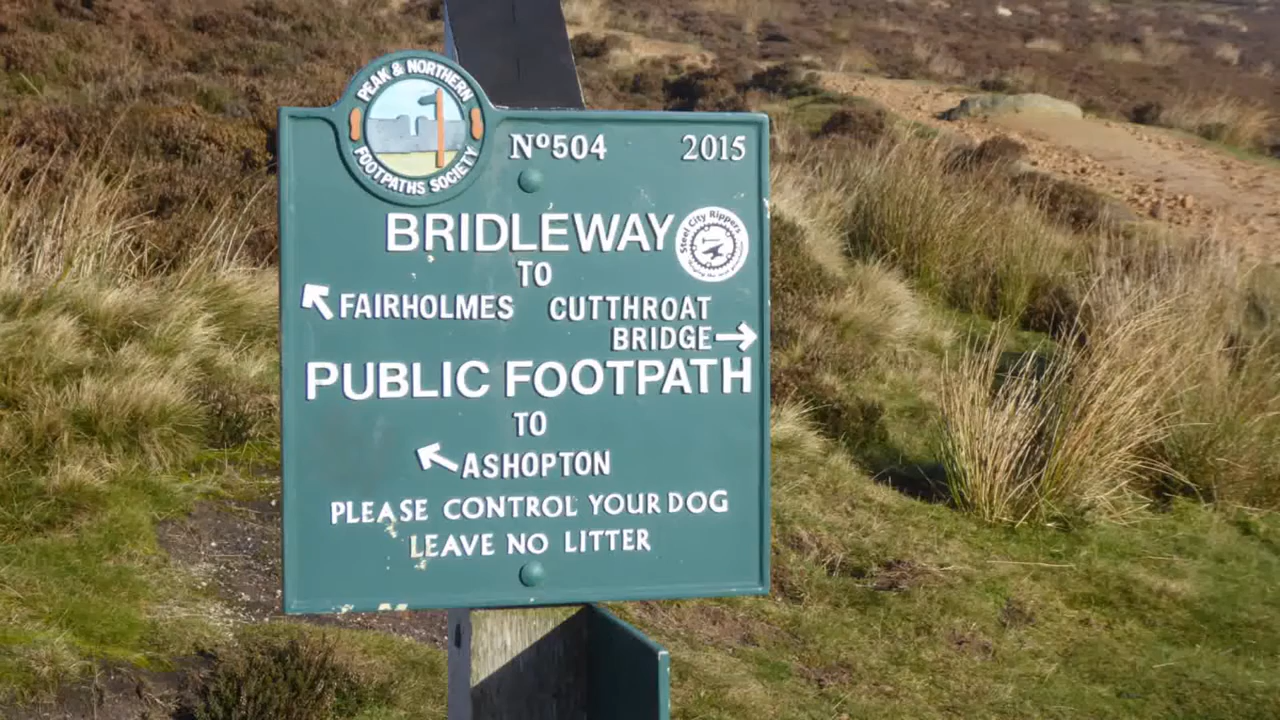 PEAK & NORTHERN
FOOTPATHS SOCIETY
Nº504 2015
BRIDLEWAY
Steel City Rippers
TO
FAIRHOLMES CUTTHROAT
BRIDGE
PUBLIC FOOTPATH
TO
ASHOPTON
PLEASE CONTROL YOUR DOG
LEAVE NO LITTER